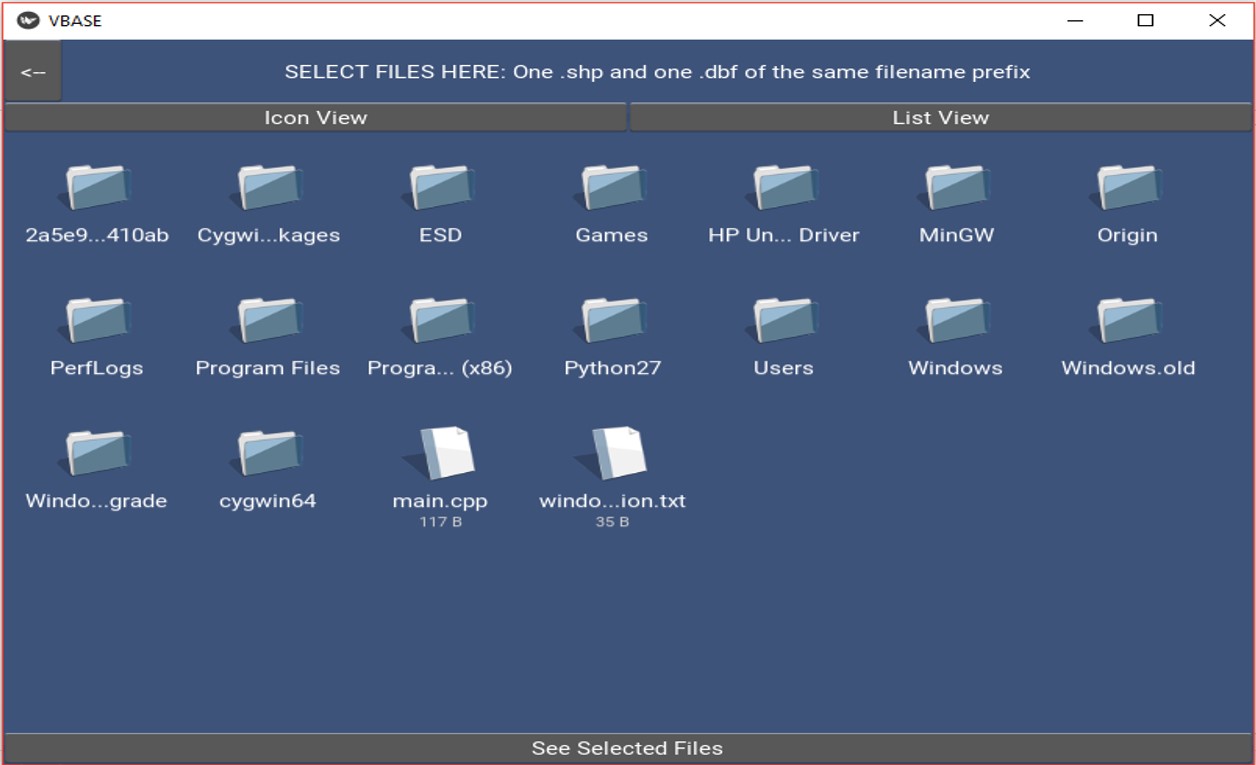 VBASE
<-- SELECT FILES HERE: One .shp and one .dbf of the same filename prefix
Icon View List View
2a5e9...410ab Cygwi...kages ESD Games HP Un... Driver MinGW Origin
PerfLogs Program Files Progra... (x86) Python27 Users Windows Windows.old
Windo...grade cygwin64 main.cpp windo...ion.txt
117 B 35 B
See Selected Files